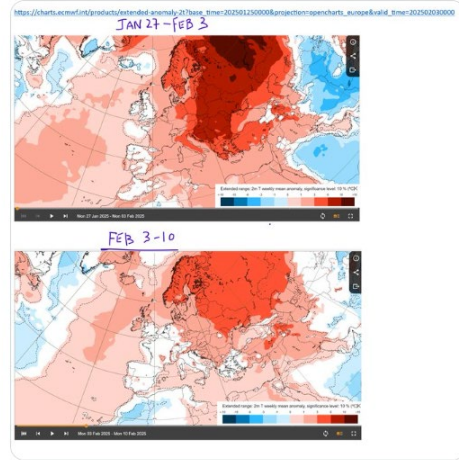 https://charts.ecmwf.int/products/extended-anomaly-2t?base_time=202501250000&projection=opencharts_europe&valid_time=202502030000
JAN 27-FEB 3
Extended range: 2m T weekly mean anomaly, significance level: 10 %
Mon 27 Jan 2025 - Mon 03 Feb 2025
FEB 3-10
Extended range: 2m T weekly mean anomaly, significance level: 10 %
Mon 03 Feb 2025 - Mon 10 Feb 2025